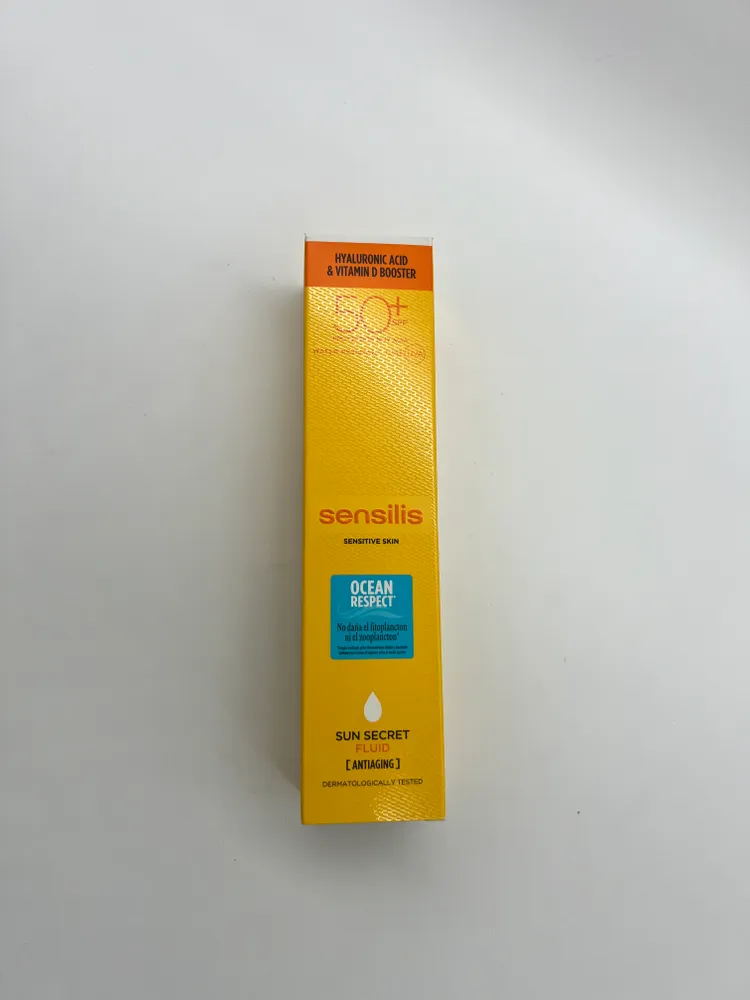 HYALURONIC ACID
& VITAMIN D BOOSTER
50+
SPF
sensilis
SENSITIVE SKIN
OCEAN
RESPECT*
No daña el fitoplancton
ni el zooplancton*
SUN SECRET
FLUID
[ANTIAGING]
DERMATOLOGICALLY TESTED